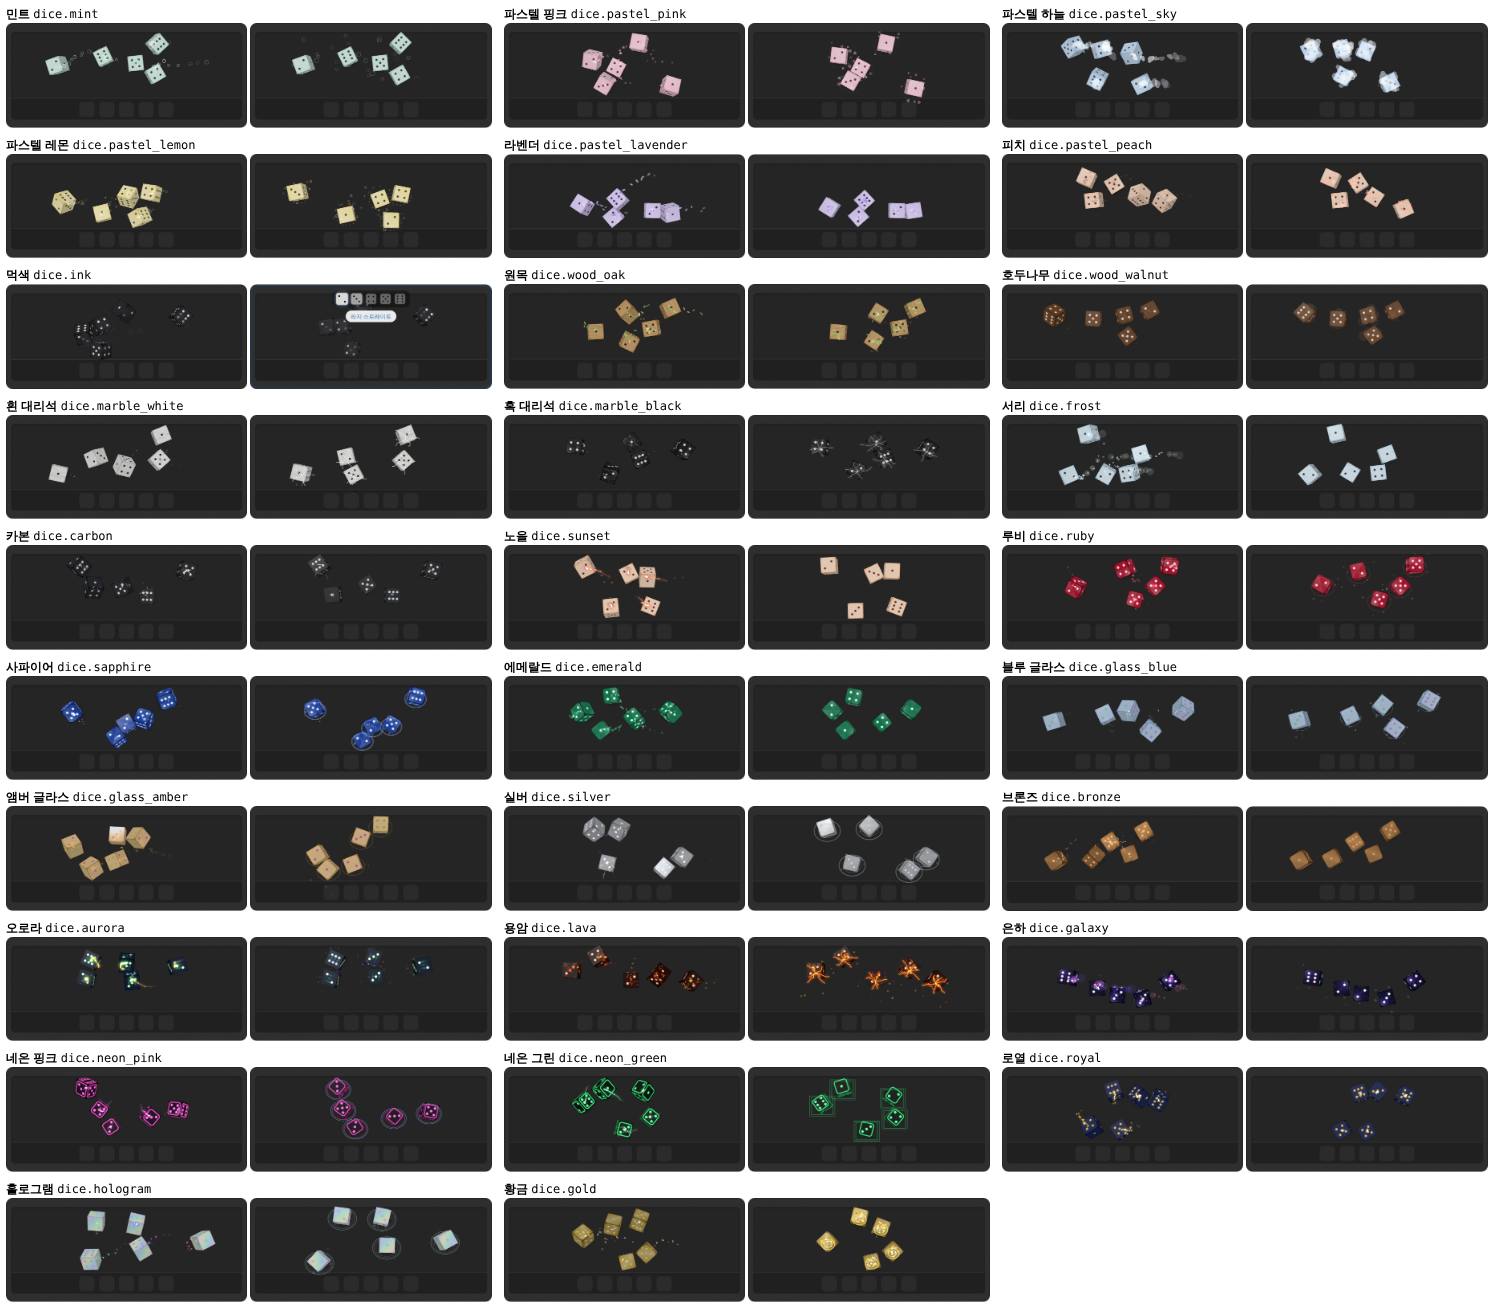 민트 dice.mint
파스텔 핑크 dice.pastel_pink
파스텔 하늘 dice.pastel_sky
파스텔 레몬 dice.pastel_lemon
라벤더 dice.pastel_lavender
피치 dice.pastel_peach
먹색 dice.ink
라지 스트레이트
원목 dice.wood_oak
호두나무 dice.wood_walnut
흰 대리석 dice.marble_white
흑 대리석 dice.marble_black
서리 dice.frost
카본 dice.carbon
노을 dice.sunset
루비 dice.ruby
사파이어 dice.sapphire
에메랄드 dice.emerald
블루 글라스 dice.glass_blue
앰버 글라스 dice.glass_amber
실버 dice.silver
브론즈 dice.bronze
오로라 dice.aurora
용암 dice.lava
은하 dice.galaxy
네온 핑크 dice.neon_pink
네온 그린 dice.neon_green
로열 dice.royal
홀로그램 dice.hologram
황금 dice.gold